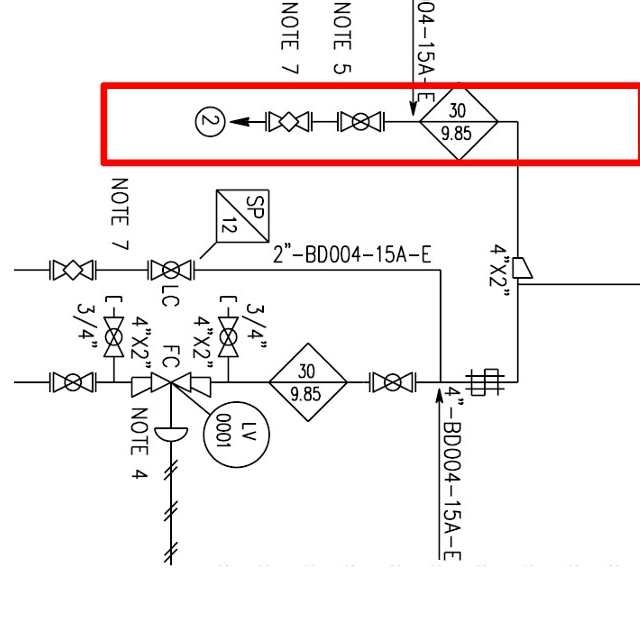 NOTE 7
NOTE 5
04-15A-E
2
30
9.85
NOTE 7
SP
12
2"-BD004-15A-E
4"X2"
LC
3/4"
4"X2"
FC
4"X2"
3/4"
30
9.85
NOTE 4
LV
0001
4"-BD004-15A-E